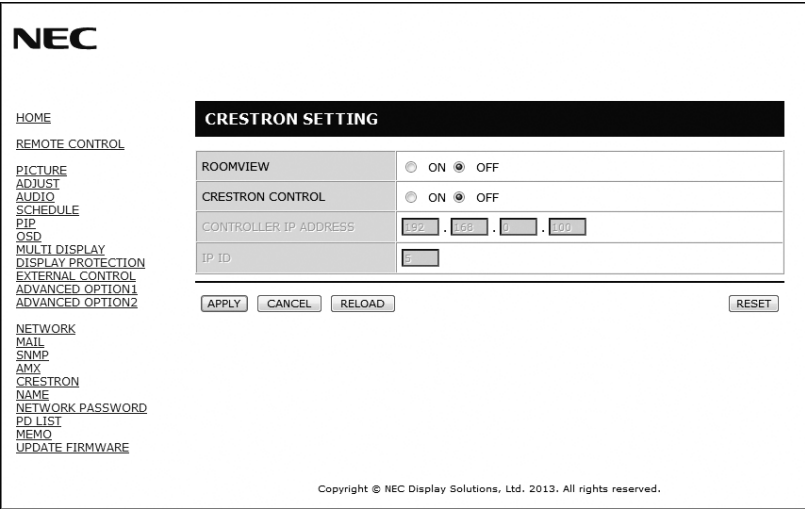 NEC
HOME
REMOTE CONTROL
PICTURE
ADJUST
AUDIO
SCHEDULE
PIP
OSD
MULTI DISPLAY
DISPLAY PROTECTION
EXTERNAL CONTROL
ADVANCED OPTION1
ADVANCED OPTION2
NETWORK
MAIL
SNMP
AMX
CRESTRON
NAME
NETWORK PASSWORD
PD LIST
MEMO
UPDATE FIRMWARE
CRESTRON SETTING
ROOMVIEW ON OFF
CRESTRON CONTROL ON OFF
CONTROLLER IP ADDRESS 192 . 168 . 0 . 100
IP ID 5
APPLY CANCEL RELOAD RESET
Copyright © NEC Display Solutions, Ltd. 2013. All rights reserved.